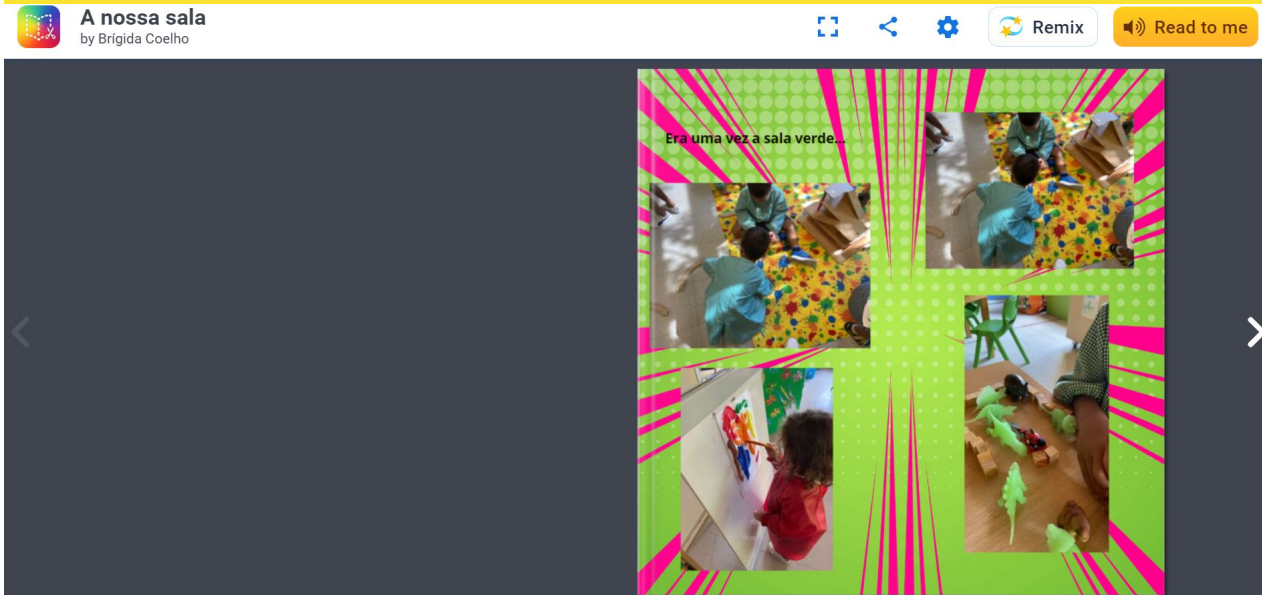 A nossa sala
by Brígida Coelho
Remix
Read to me
Era uma vez a sala verde...